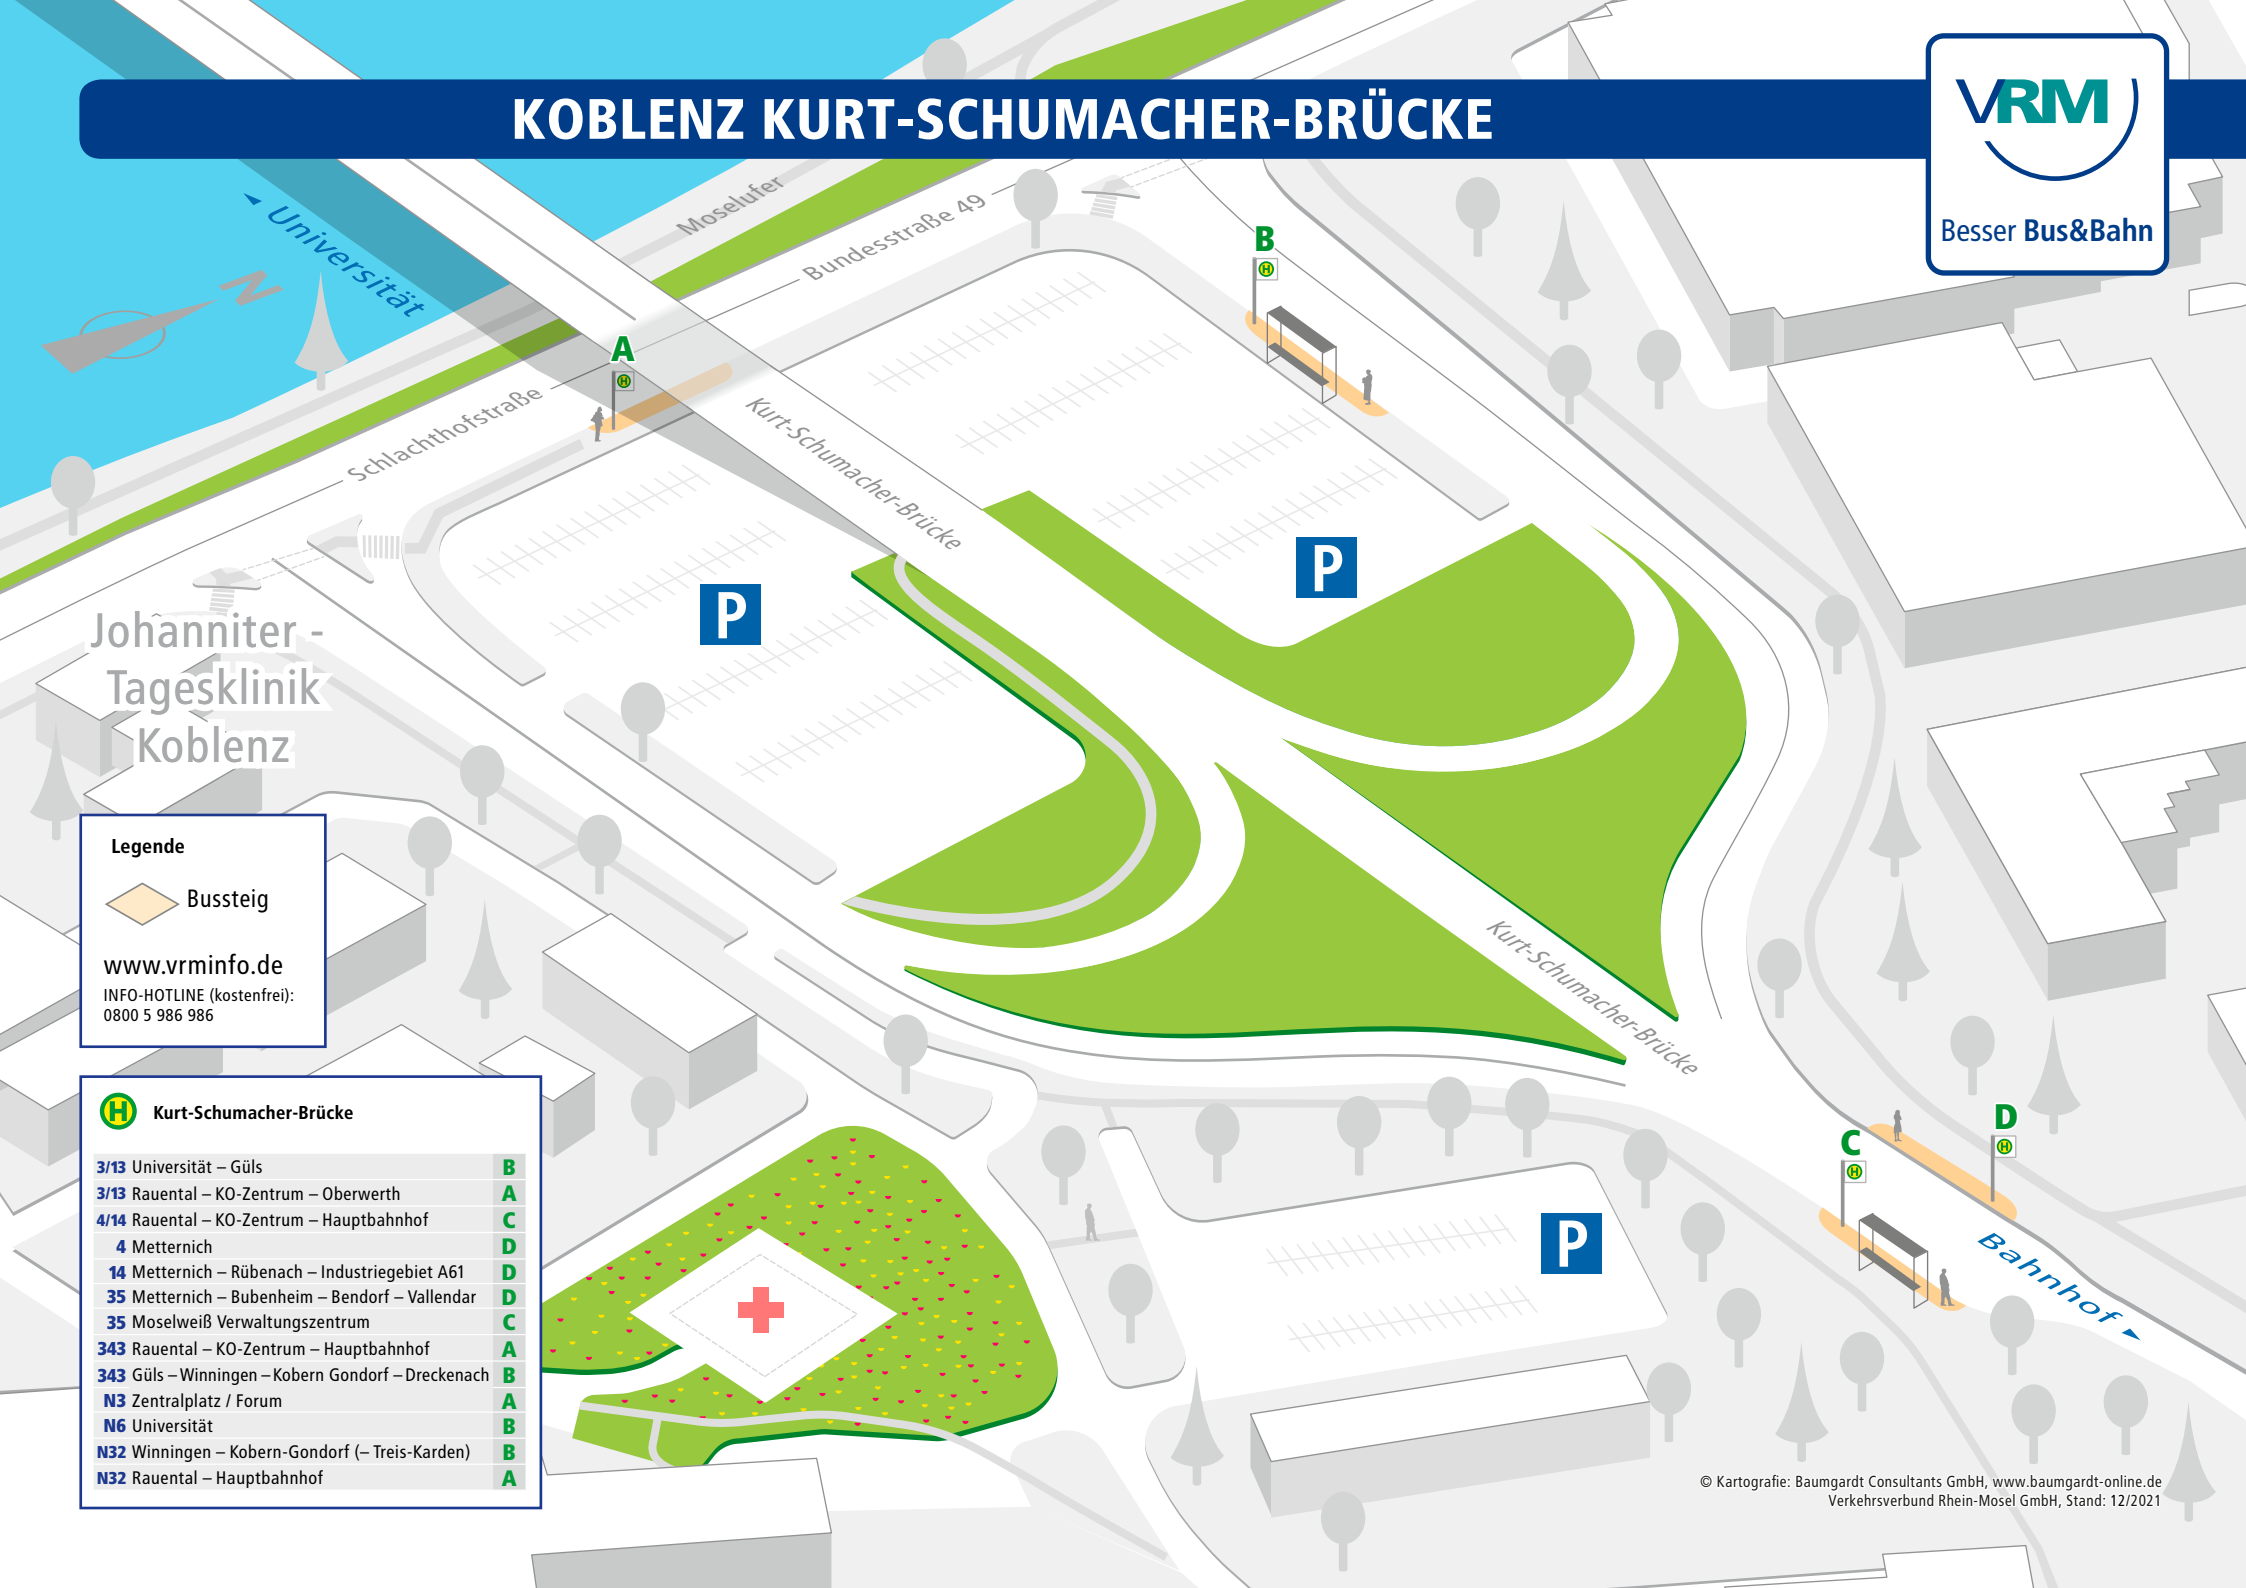 KOBLENZ KURT-SCHUMACHER-BRÜCKE
VRM
Besser Bus&Bahn
Universität
N
Moselufer
Bundesstraße 49
Schlachthofstraße
A
H
B
H
Kurt-Schumacher-Brücke
P
P
Johanniter -
Tagesklinik
Koblenz
Kurt-Schumacher-Brücke
C
H
D
H
Bahnhof
P
Legende
Bussteig
www.vrminfo.de
INFO-HOTLINE (kostenfrei):
0800 5 986 986
H Kurt-Schumacher-Brücke
3/13 Universität – Güls B
3/13 Rauental – KO-Zentrum – Oberwerth A
4/14 Rauental – KO-Zentrum – Hauptbahnhof C
4 Metternich D
14 Metternich – Rübenach – Industriegebiet A61 D
35 Metternich – Bubenheim – Bendorf – Vallendar D
35 Moselweiß Verwaltungszentrum C
343 Rauental – KO-Zentrum – Hauptbahnhof A
343 Güls – Winningen – Kobern Gondorf – Dreckenach B
N3 Zentralplatz / Forum A
N6 Universität B
N32 Winningen – Kobern-Gondorf (– Treis-Karden) B
N32 Rauental – Hauptbahnhof A
© Kartografie: Baumgardt Consultants GmbH, www.baumgardt-online.de
Verkehrsverbund Rhein-Mosel GmbH, Stand: 12/2021